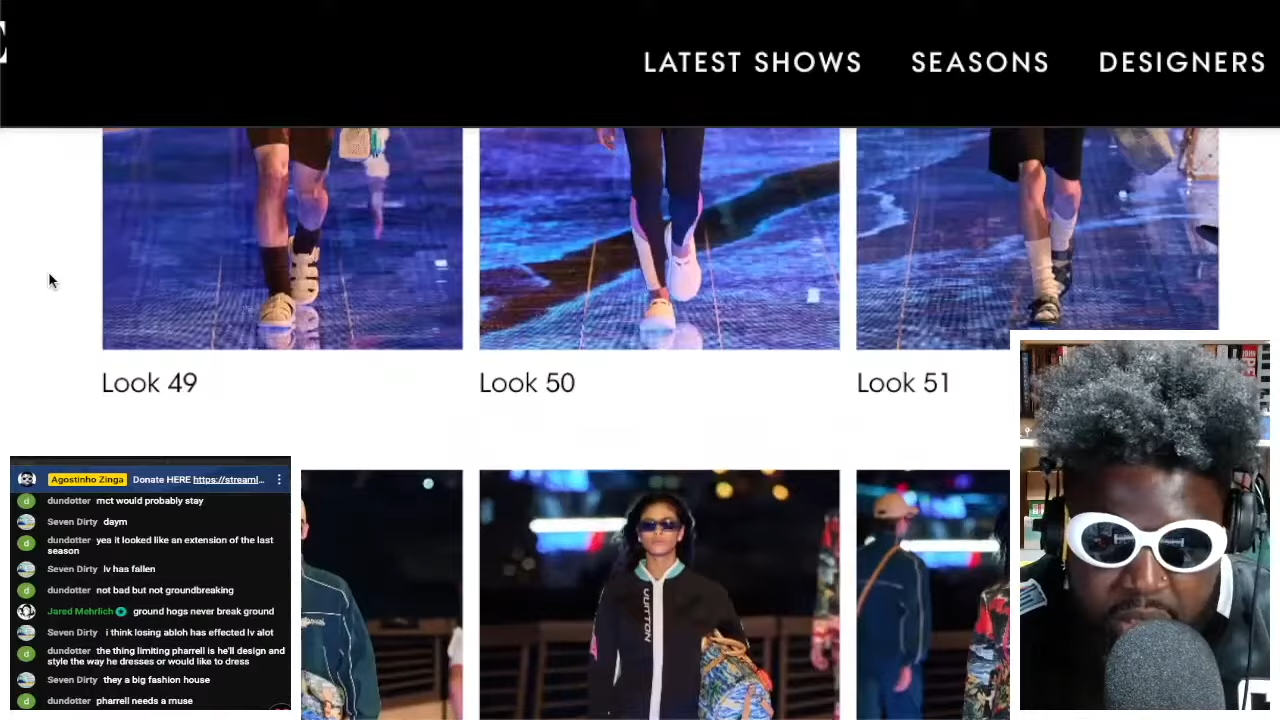 LATEST SHOWS SEASONS DESIGNERS
Look 49
Look 50
Look 51
Agostinho Zinga Donate HERE https://streaml...
dundotter mct would probably stay
Seven Dirty daym
dundotter yea it looked like an extension of the last
season
Seven Dirty lv has fallen
dundotter not bad but not groundbreaking
Jared Mehrlich ground hogs never break ground
Seven Dirty i think losing abloh has effected lv alot
dundotter the thing limiting pharrell is he'll design and
style the way he dresses or would like to dress
Seven Dirty they a big fashion house
dundotter pharrell needs a muse
VUITTON